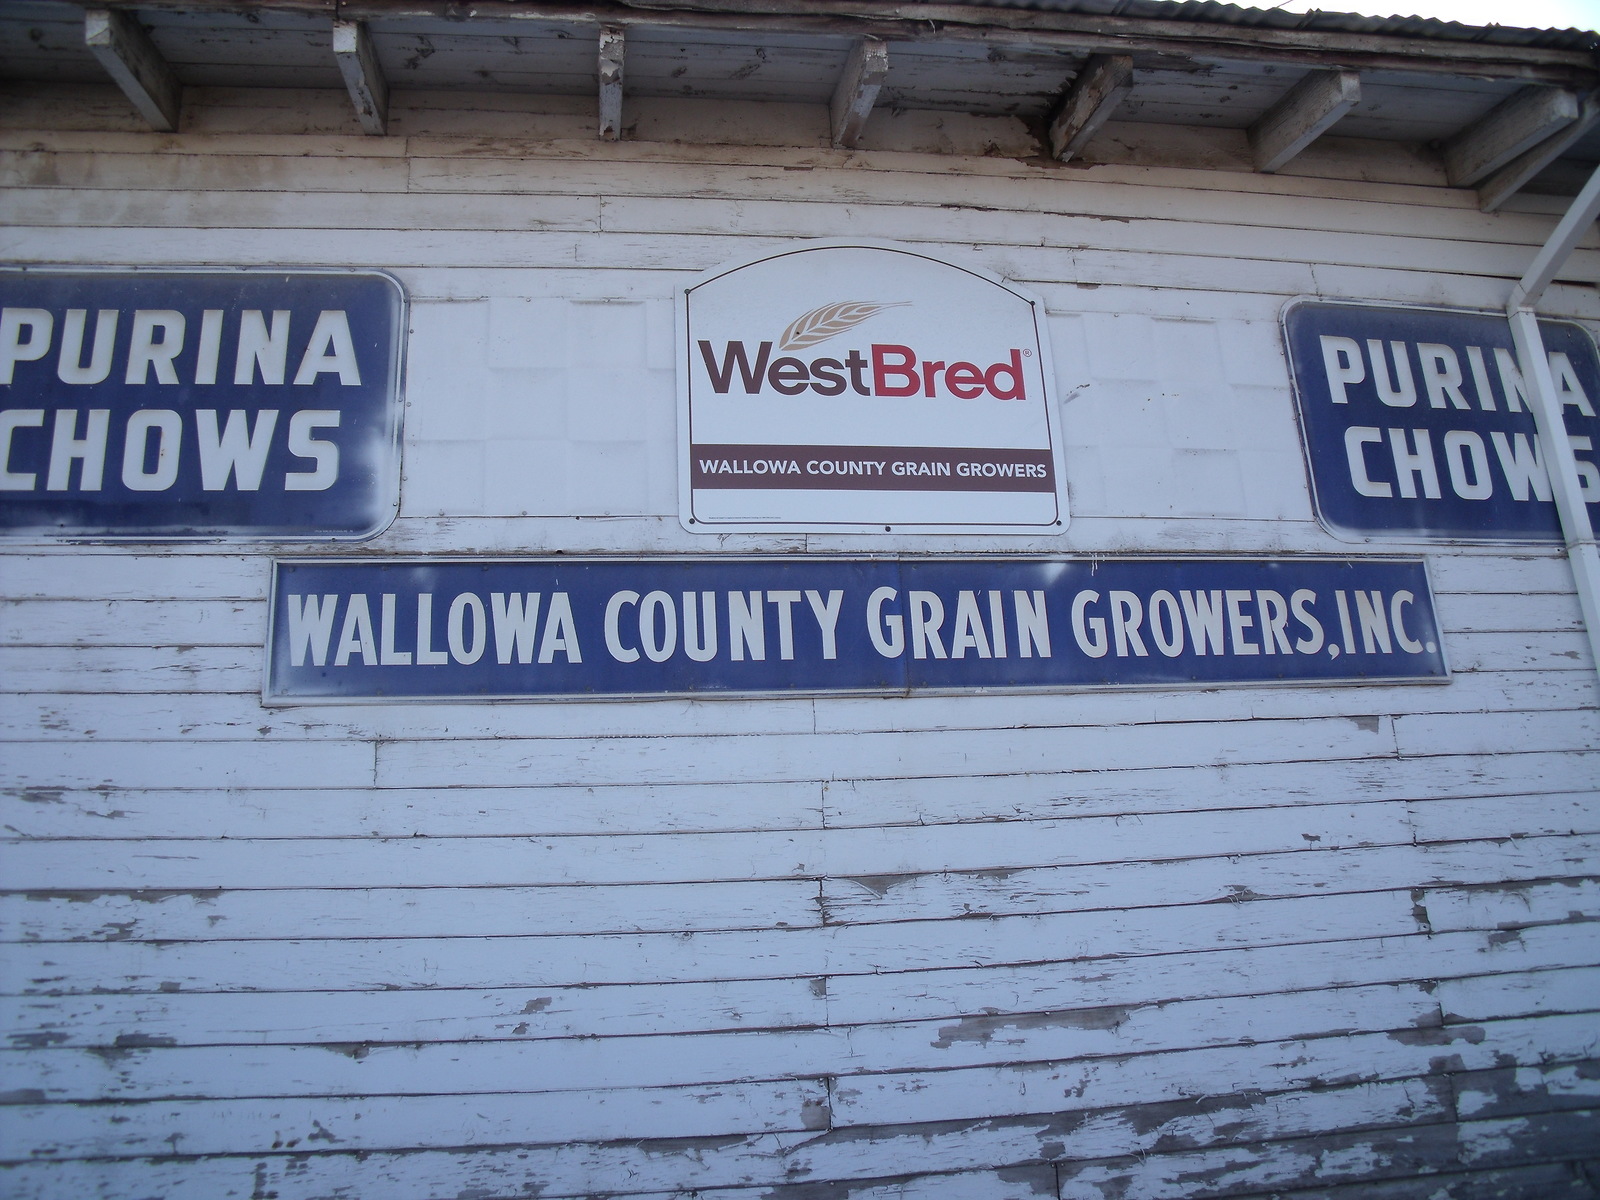 PURINA
CHOWS
WestBred®
WALLOWA COUNTY GRAIN GROWERS
PURINA
CHOWS
WALLOWA COUNTY GRAIN GROWERS, INC.